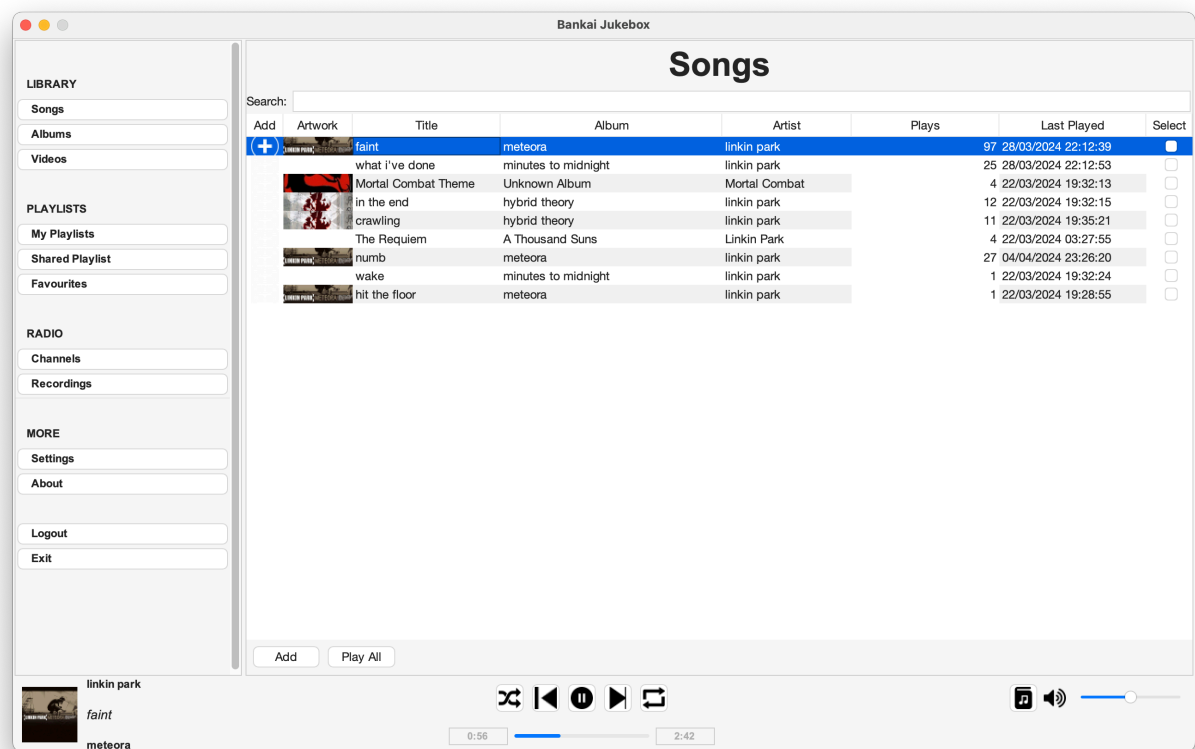 Bankai Jukebox
LIBRARY
Songs
Albums
Videos
PLAYLISTS
My Playlists
Shared Playlist
Favourites
RADIO
Channels
Recordings
MORE
Settings
About
Logout
Exit
Songs
Search:
Add Artwork Title Album Artist Plays Last Played Select
faint meteora linkin park 97 28/03/2024 22:12:39
what i've done minutes to midnight linkin park 25 28/03/2024 22:12:53
Mortal Combat Theme Unknown Album Mortal Combat 4 22/03/2024 19:32:13
in the end hybrid theory linkin park 12 22/03/2024 19:32:15
crawling hybrid theory linkin park 11 22/03/2024 19:35:21
The Requiem A Thousand Suns Linkin Park 4 22/03/2024 03:27:55
numb meteora linkin park 27 04/04/2024 23:26:20
wake minutes to midnight linkin park 1 22/03/2024 19:32:24
hit the floor meteora linkin park 1 22/03/2024 19:28:55
Add Play All
linkin park
faint
meteora
0:56 2:42